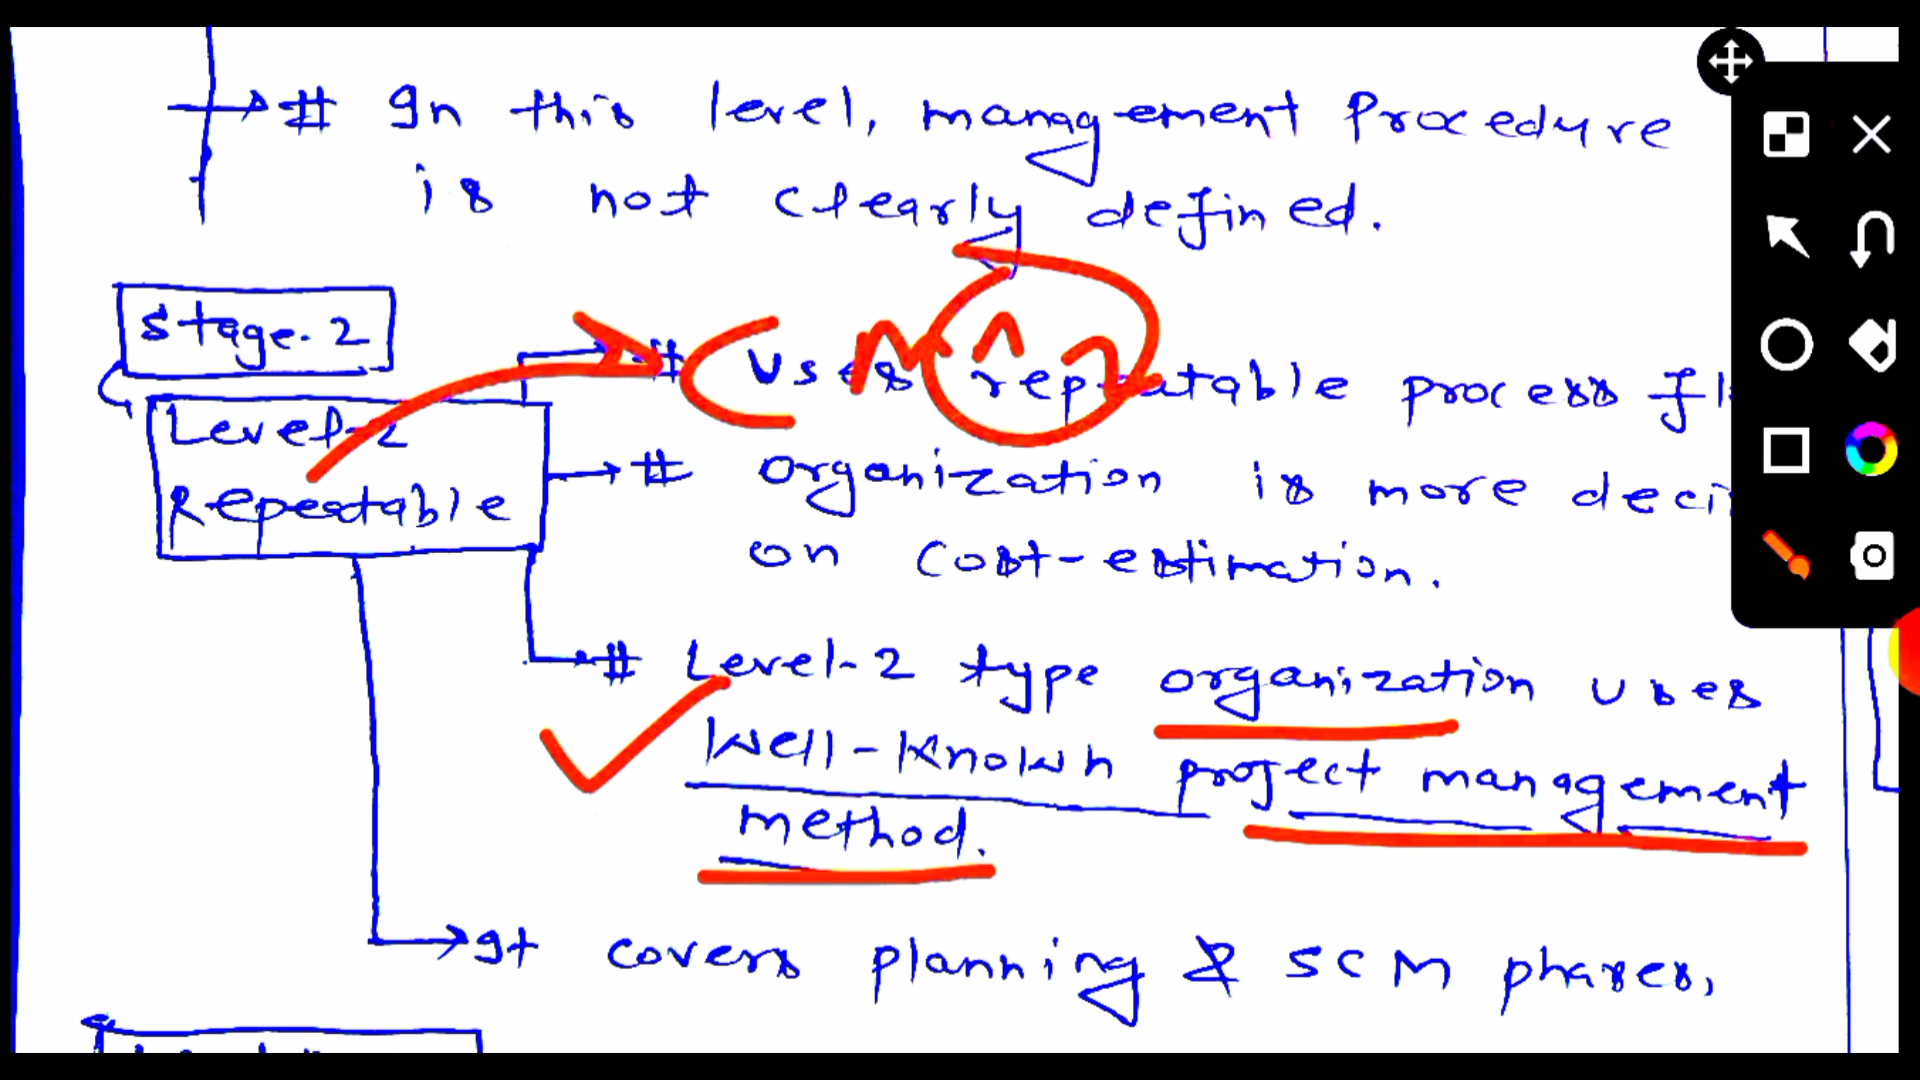 # In this level, management Procedure
is not clearly defined.
Stage-2
Level-2
Repeatable
# Uses repeatable process
# Organization is more
on cost-estimation.
# Level-2 type organization uses
Well-Known project management
method.
It covers planning & SCM phases,